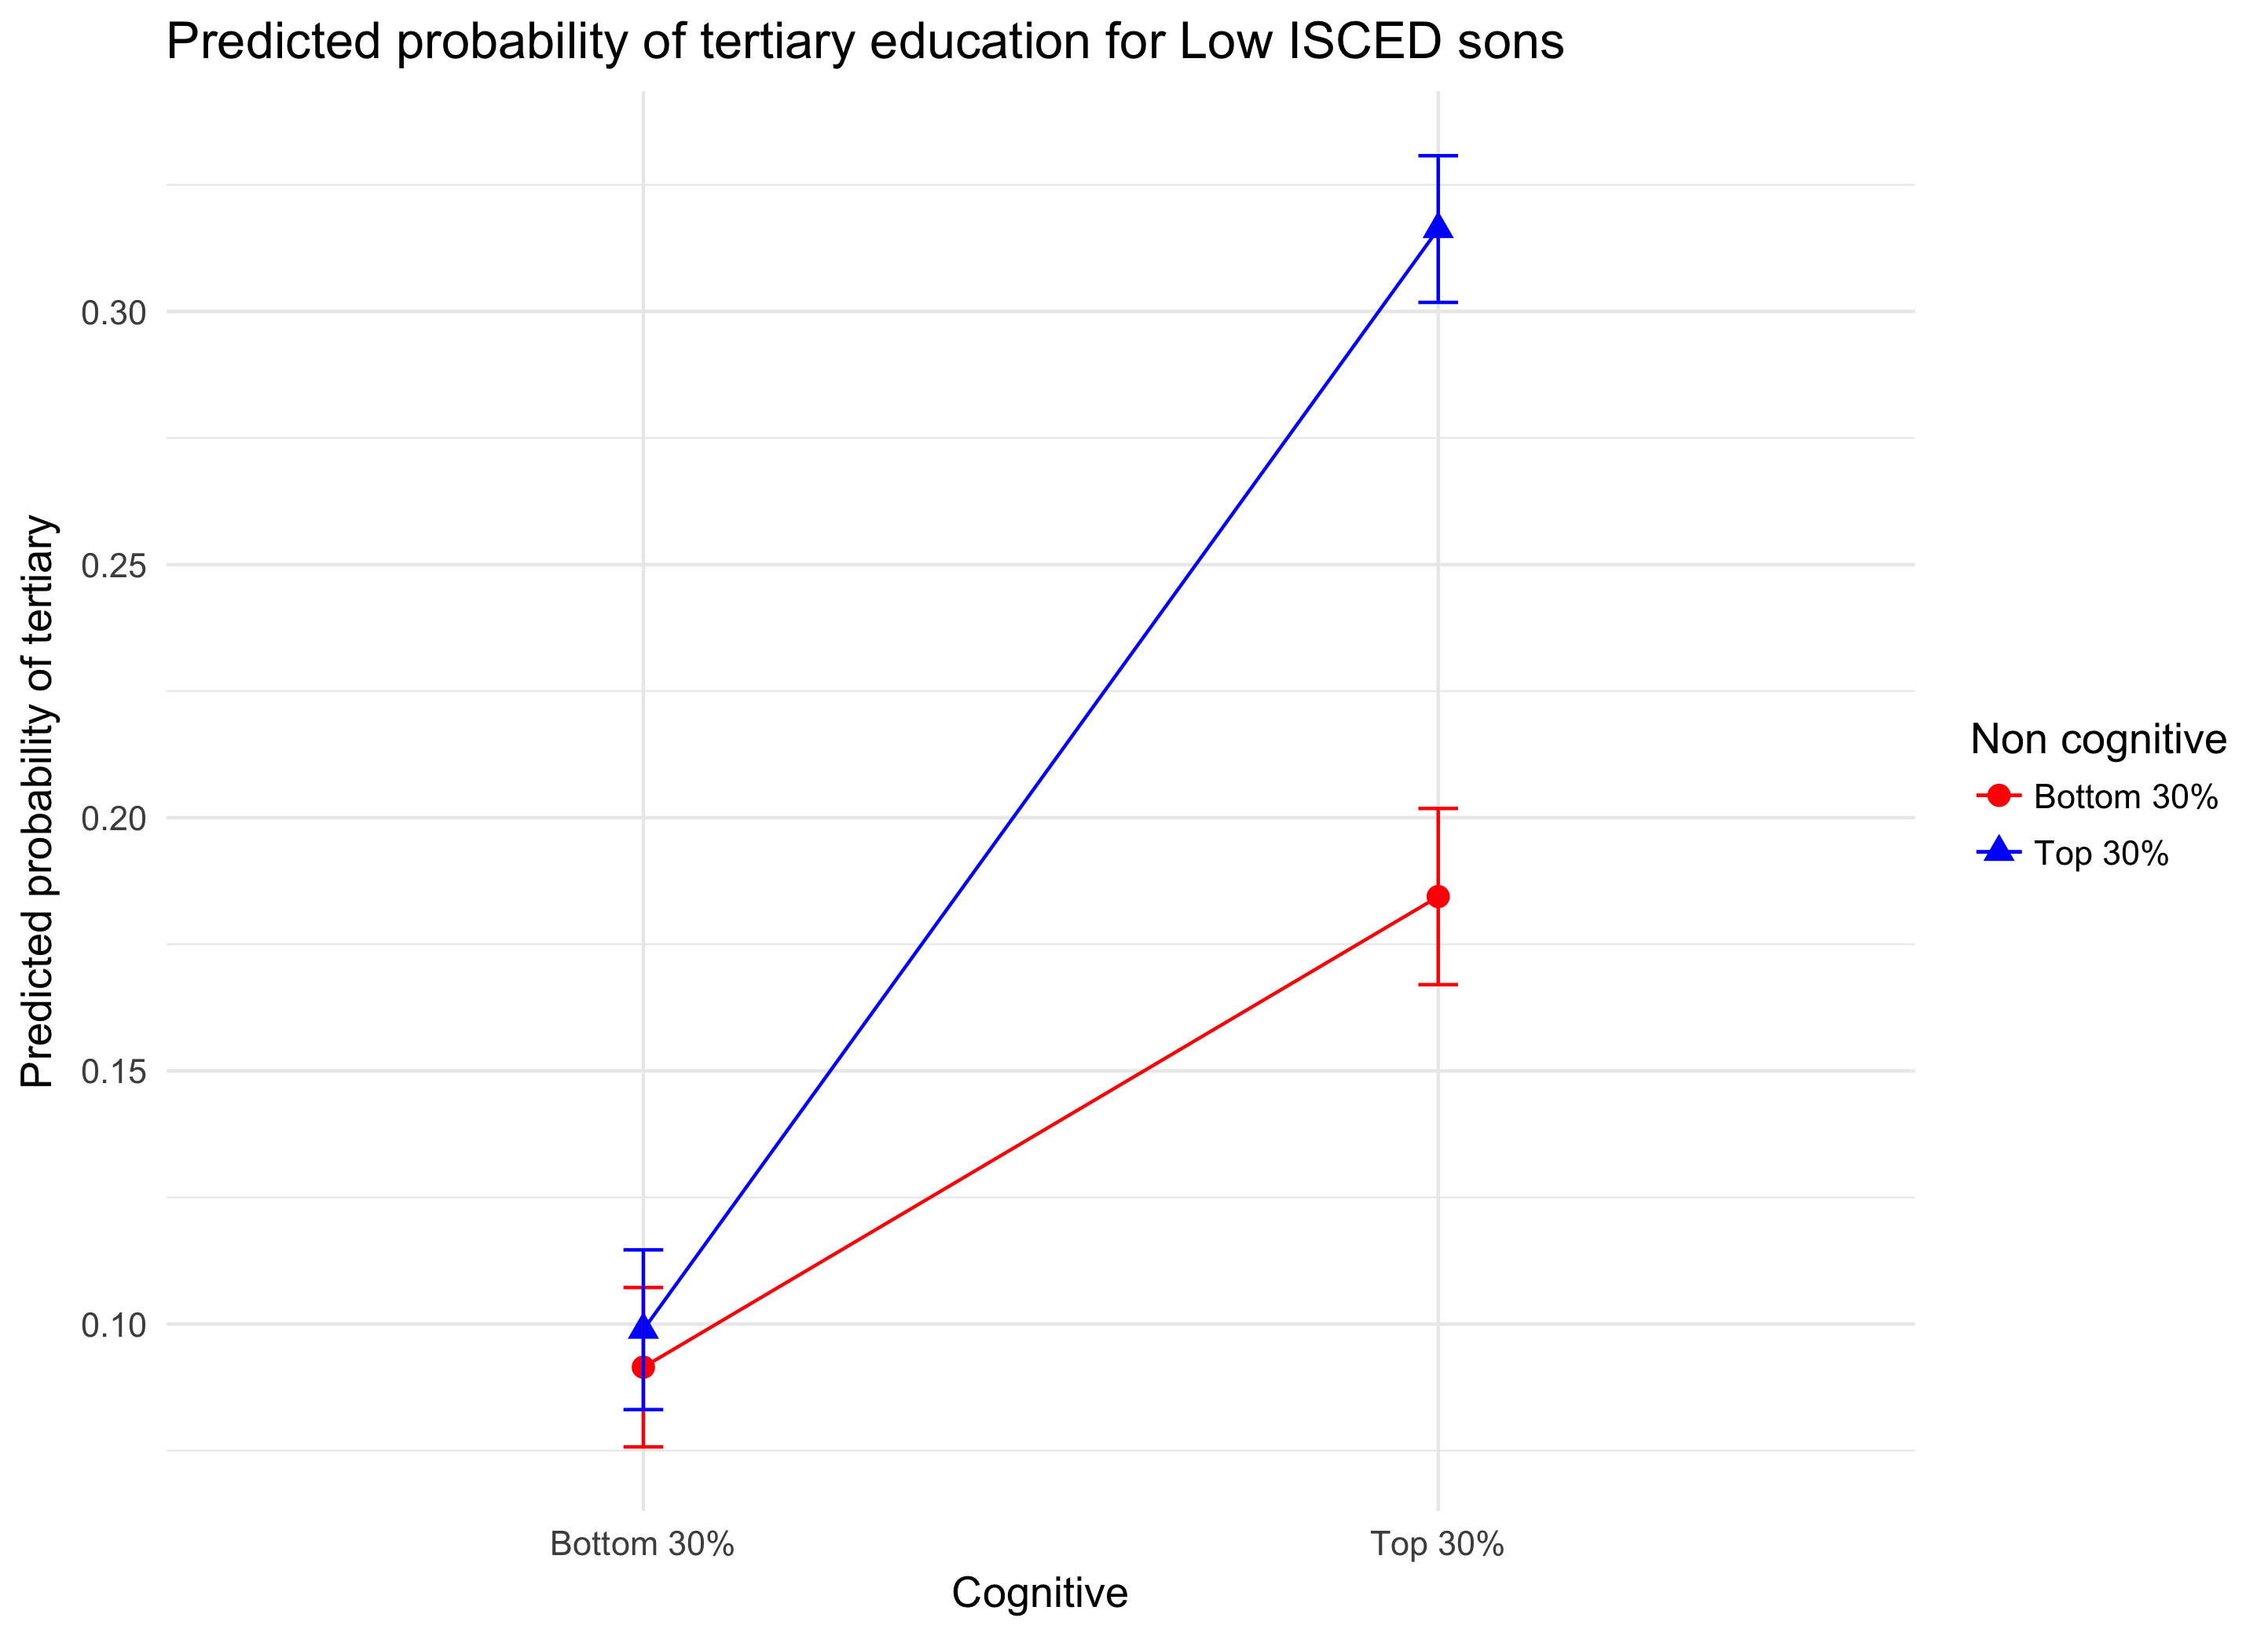 Predicted probability of tertiary education for Low ISCED sons
Predicted probability of tertiary
0.30
0.25
0.20
0.15
0.10
Bottom 30%
Top 30%
Cognitive
Non cognitive
Bottom 30%
Top 30%